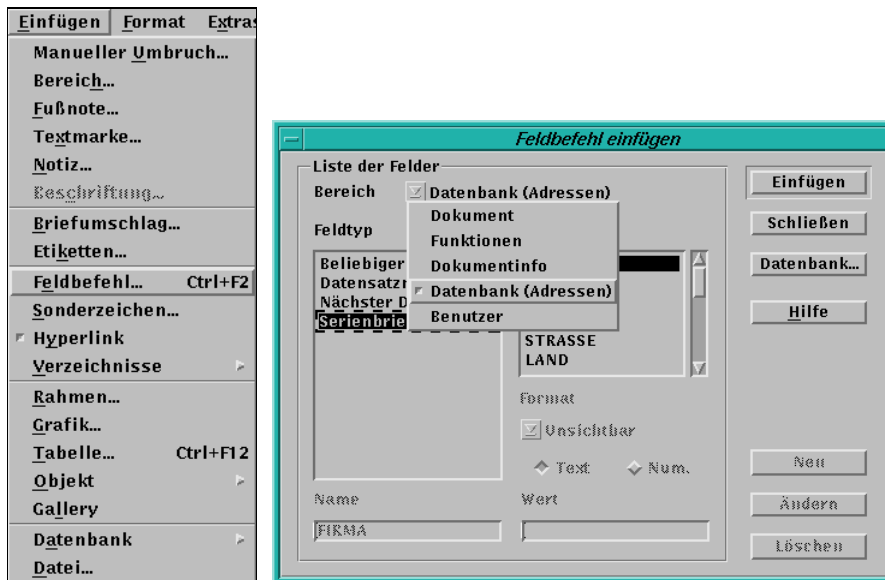 Einfügen Format Extras
Manueller Umbruch...
Bereich...
Fußnote...
Textmarke...
Notiz...
Beschriftung...
Briefumschlag...
Etiketten...
Feldbefehl... Ctrl+F2
Sonderzeichen...
Hyperlink
Verzeichnisse
Rahmen...
Grafik...
Tabelle... Ctrl+F12
Objekt
Gallery
Datenbank
Datei...
Feldbefehl einfügen
Liste der Felder
Bereich Datenbank (Adressen)
Dokument
Funktionen
Dokumentinfo
Datenbank (Adressen)
Benutzer
Feldtyp
Beliebiger
Datensatzn
Nächster D
Serienbrie
STRASSE
LAND
Format
Unsichtbar
Text Num.
Name Wert
FIRMA
Einfügen
Schließen
Datenbank...
Hilfe
Neu
Ändern
Löschen